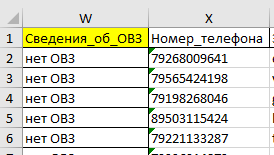 W X
1 Сведения_об_ОВЗ Номер_телефона
2 нет ОВЗ 79268009641
3 нет ОВЗ 79565424198
4 нет ОВЗ 79198268046
5 нет ОВЗ 89503115424
6 нет ОВЗ 79221133287